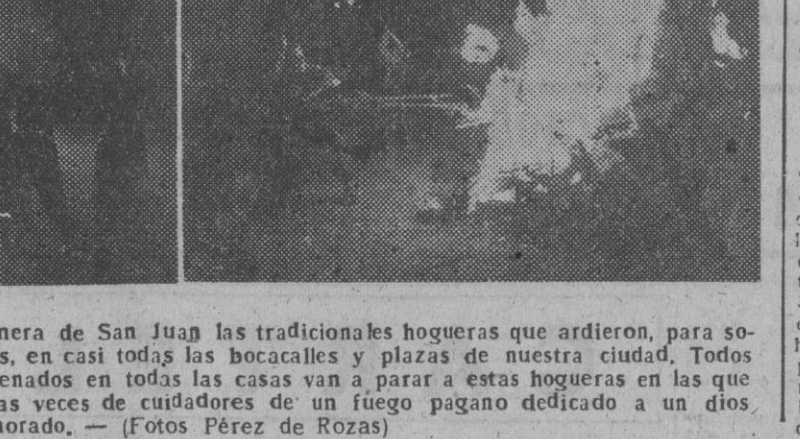 nera de San Juan las tradicionales hogueras que ardieron, para so-
s, en casi todas las bocacalles y plazas de nuestra ciudad. Todos
enados en todas las casas van a parar a estas hogueras en las que
as veces de cuidadores de un fuego pagano dedicado a un dios
norado. — (Fotos Pérez de Rozas)